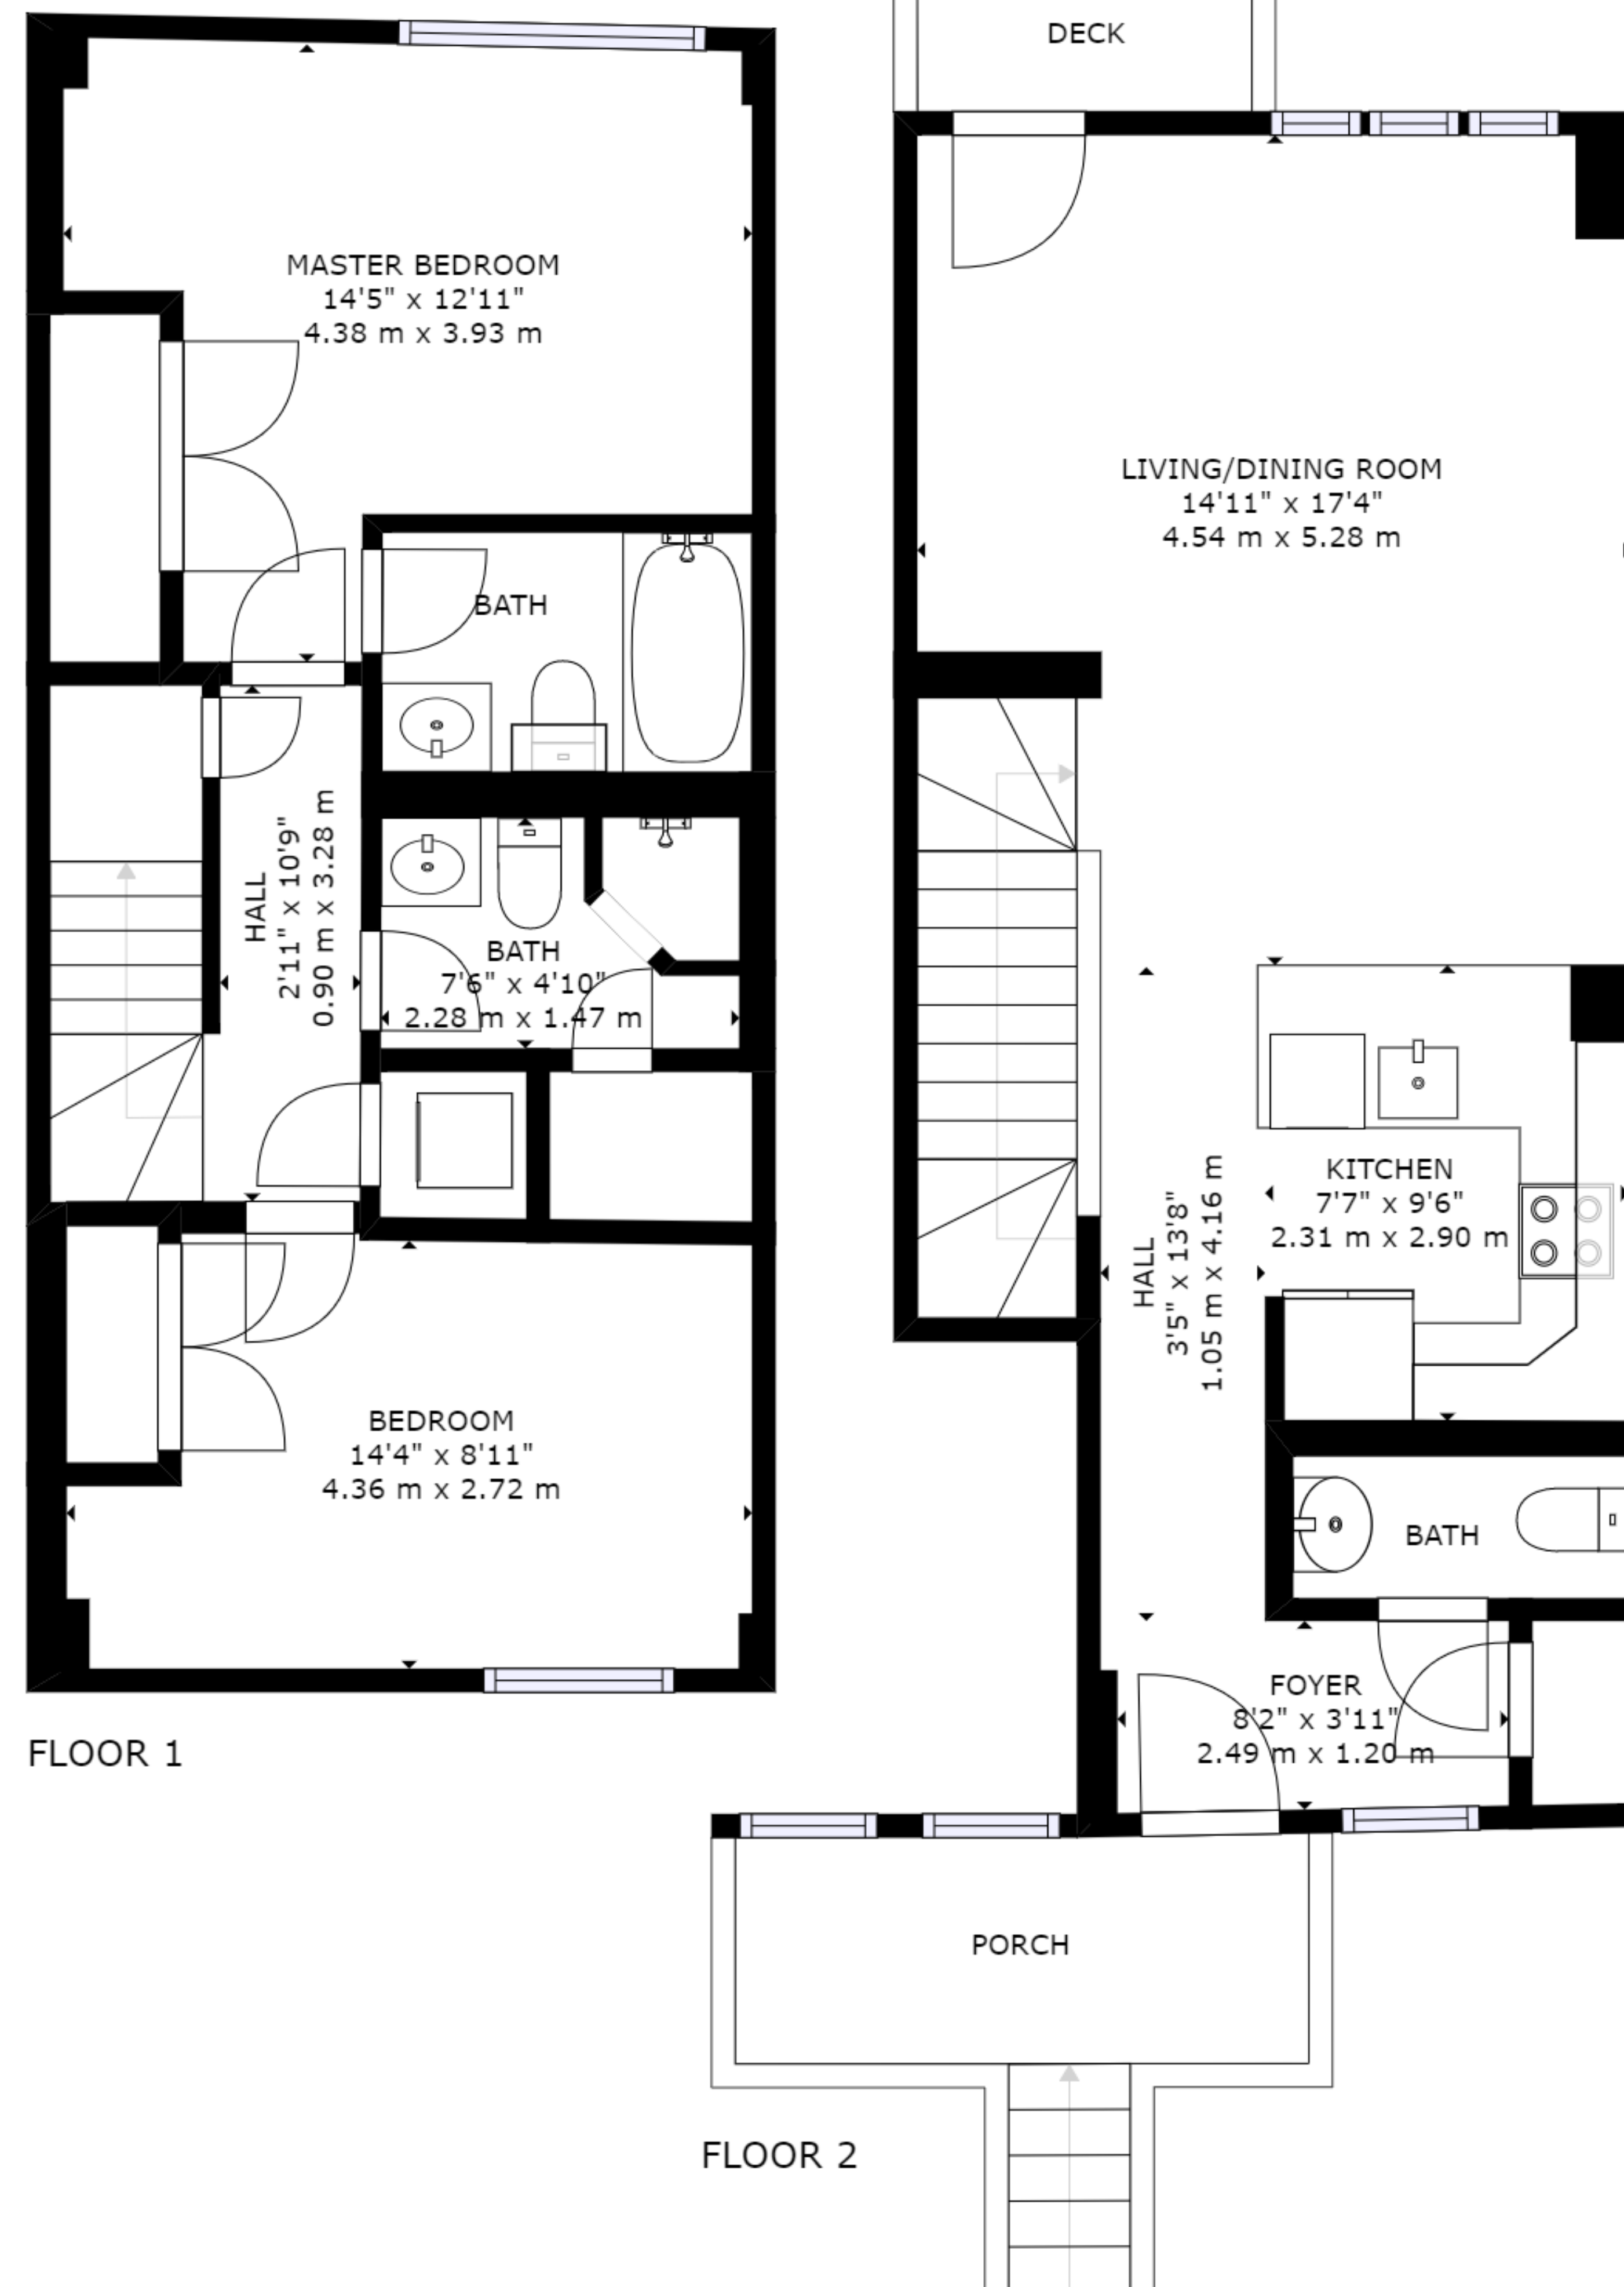 MASTER BEDROOM
14'5" x 12'11"
4.38 m x 3.93 m
BATH
HALL
2'11" x 10'9"
0.90 m x 3.28 m
BATH
7'6" x 4'10"
2.28 m x 1.47 m
BEDROOM
14'4" x 8'11"
4.36 m x 2.72 m
FLOOR 1
DECK
LIVING/DINING ROOM
14'11" x 17'4"
4.54 m x 5.28 m
KITCHEN
7'7" x 9'6"
2.31 m x 2.90 m
HALL
3'5" x 13'8"
1.05 m x 4.16 m
BATH
FOYER
8'2" x 3'11"
2.49 m x 1.20 m
PORCH
FLOOR 2